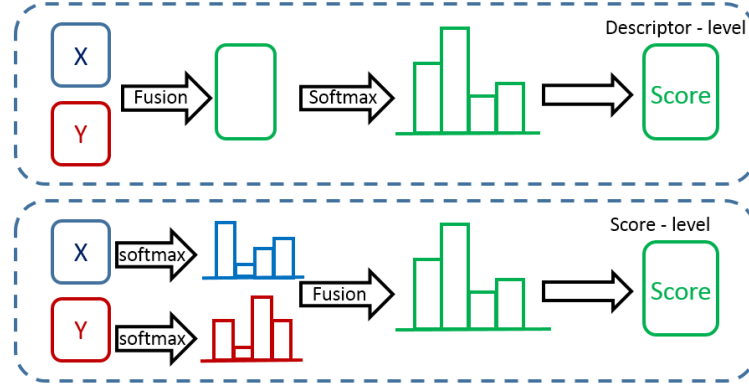 Descriptor - level
X
Fusion
Softmax
Score
Y
Score - level
X
softmax
Fusion
Score
Y
softmax